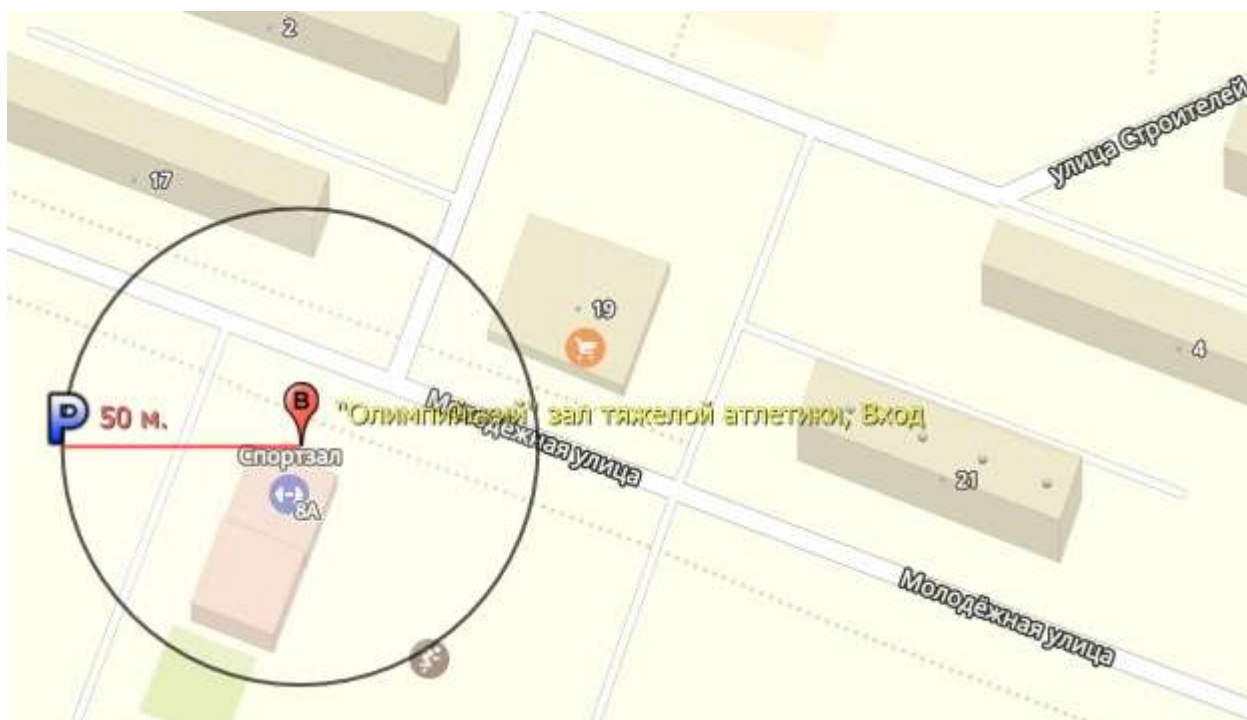 2
17
улица Строителей
19
4
Р 50 м.
В
"Олимпийский" зал тяжелой атлетики; Вход
Молодёжная улица
Спортзал
8А
21
Молодёжная улица